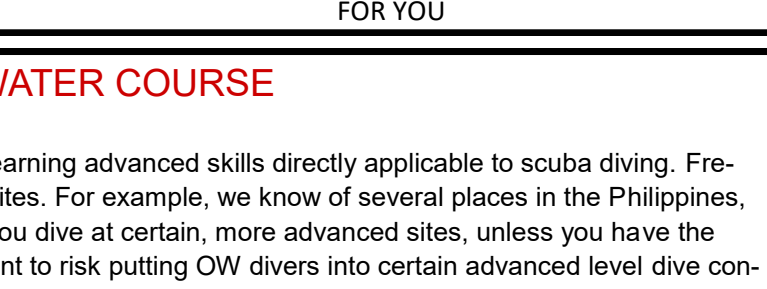 FOR YOU
WATER COURSE
earning advanced skills directly applicable to scuba diving. Fre-
ites. For example, we know of several places in the Philippines,
ou dive at certain, more advanced sites, unless you have the
nt to risk putting OW divers into certain advanced level dive con-